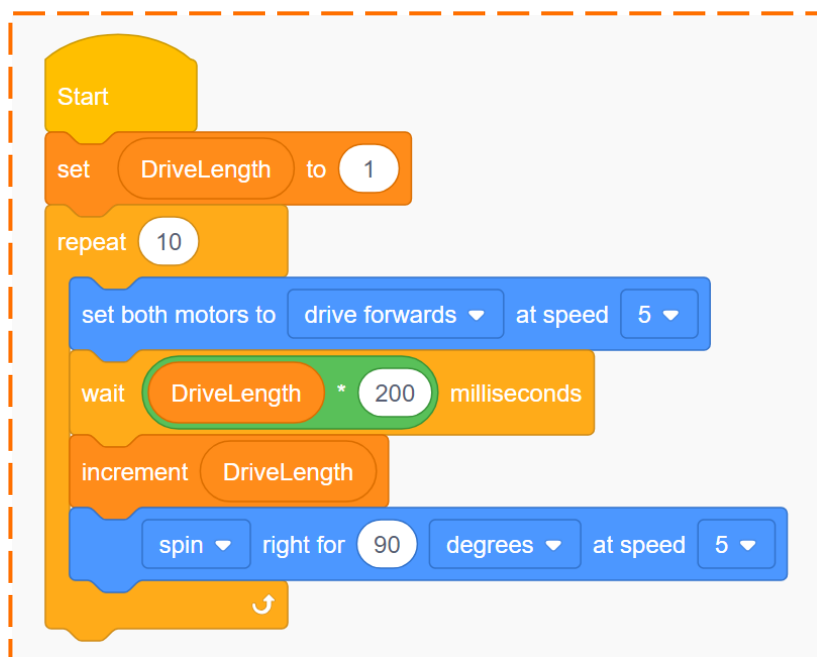 Start
set DriveLength to 1
repeat 10
set both motors to drive forwards at speed 5
wait DriveLength * 200 milliseconds
increment DriveLength
spin right for 90 degrees at speed 5